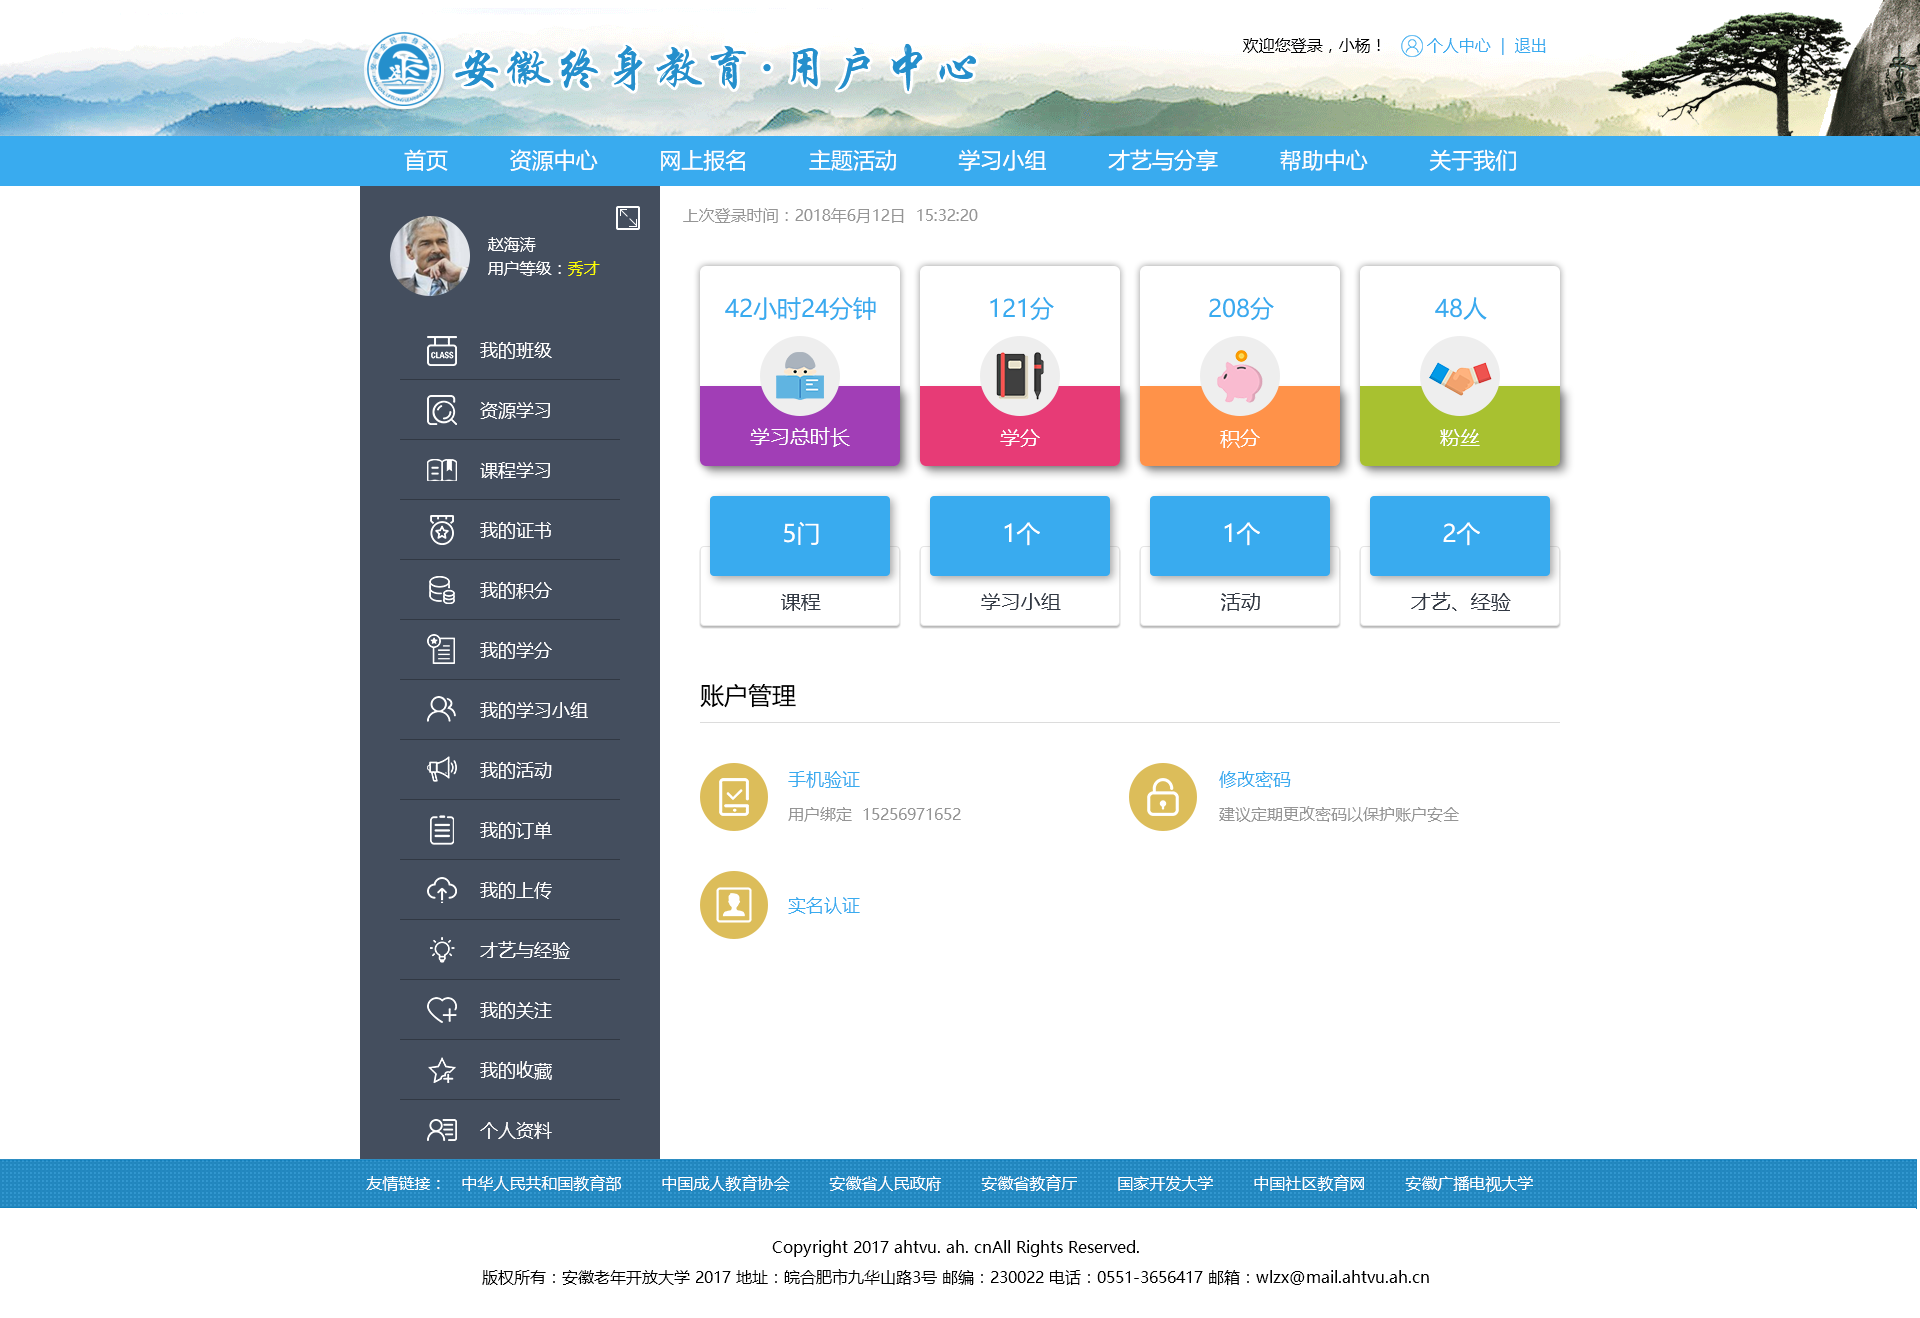 安徽终身教育·用户中心
欢迎您登录，小杨！ 个人中心 | 退出
首页 资源中心 网上报名 主题活动 学习小组 才艺与分享 帮助中心 关于我们
赵海涛
用户等级：秀才
CLASS 我的班级
资源学习
课程学习
我的证书
我的积分
我的学分
我的学习小组
我的活动
我的订单
我的上传
才艺与经验
我的关注
我的收藏
个人资料
上次登录时间：2018年6月12日 15:32:20
42小时24分钟 121分 208分 48人
学习总时长 学分 积分 粉丝
5门 1个 1个 2个
课程 学习小组 活动 才艺、经验
账户管理
手机验证
用户绑定 15256971652
修改密码
建议定期更改密码以保护账户安全
实名认证
友情链接： 中华人民共和国教育部 中国成人教育协会 安徽省人民政府 安徽省教育厅 国家开发大学 中国社区教育网 安徽广播电视大学
Copyright 2017 ahtvu. ah. cnAll Rights Reserved.
版权所有：安徽老年开放大学 2017 地址：皖合肥市九华山路3号 邮编：230022 电话：0551-3656417 邮箱：wlzx@mail.ahtvu.ah.cn